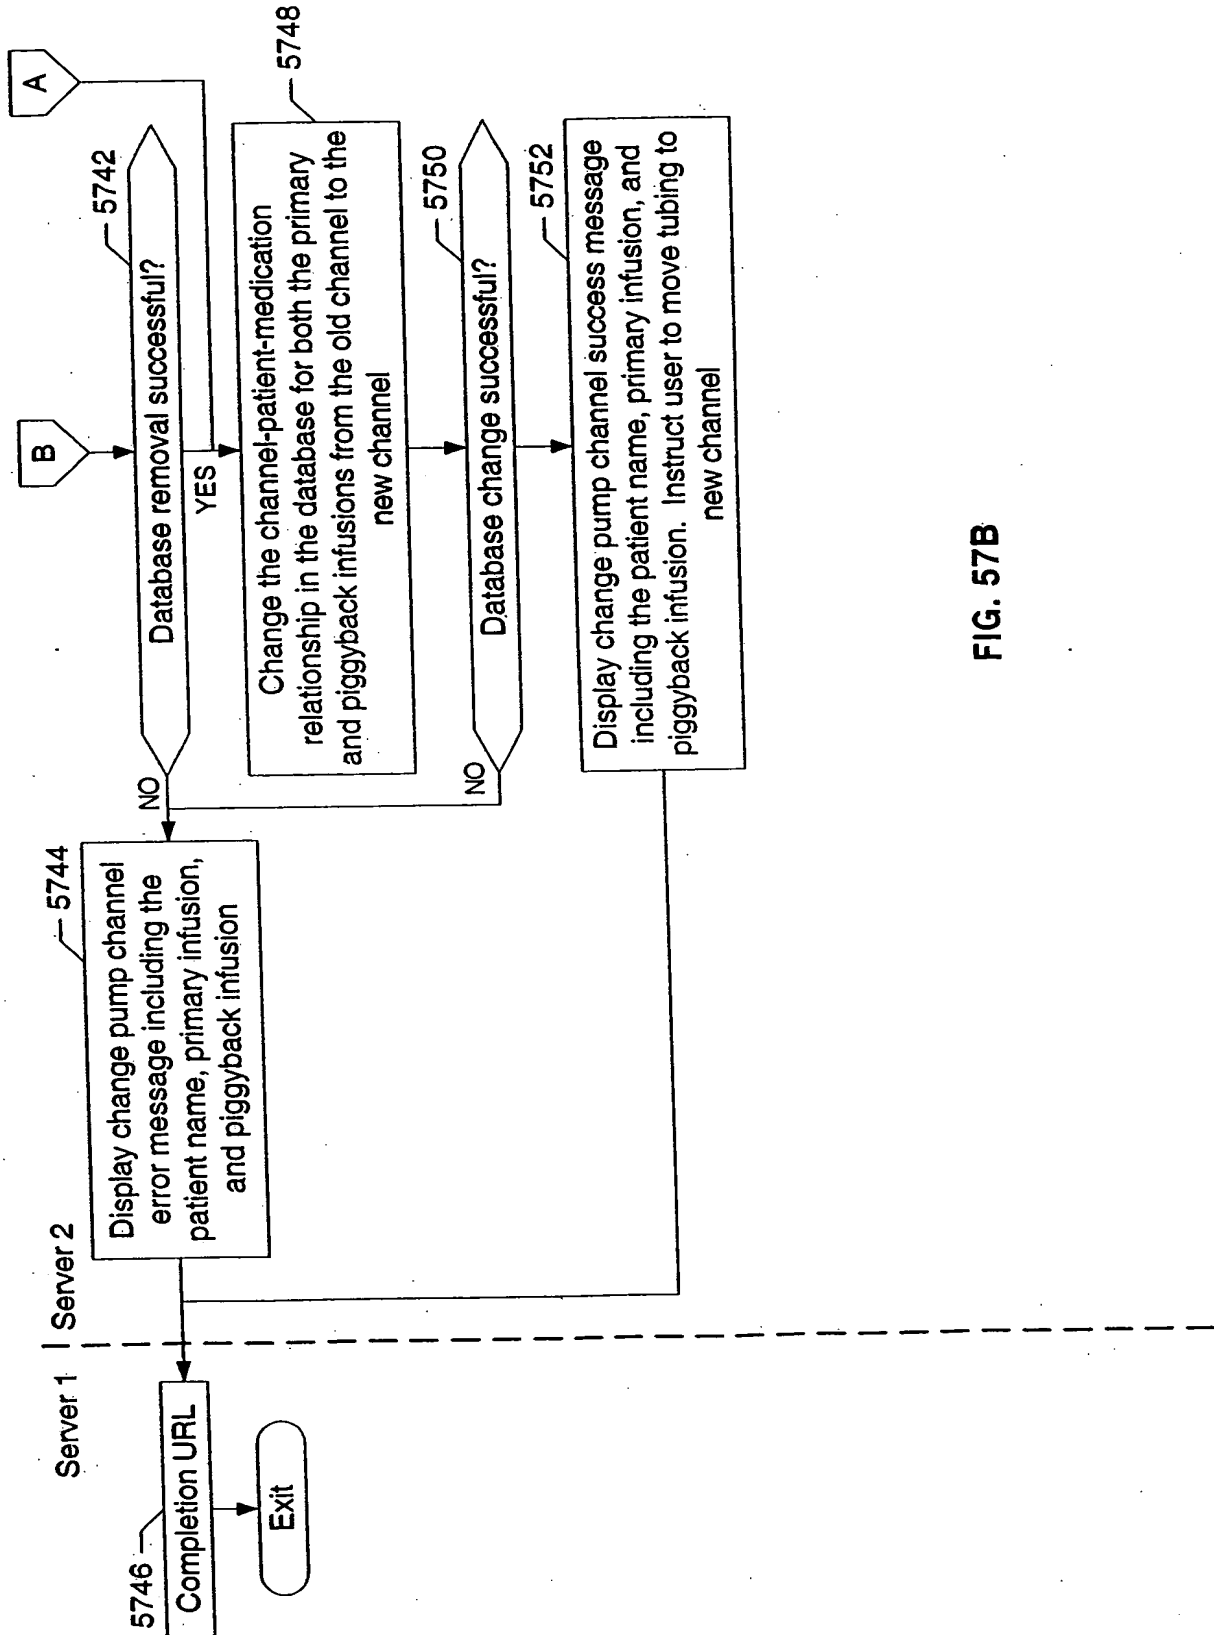 Server 1
Server 2
B
A
5742
Database removal successful?
YES
NO
5744
Display change pump channel
error message including the
patient name, primary infusion,
and piggyback infusion
5746
Completion URL
Exit
5748
Change the channel-patient-medication
relationship in the database for both the primary
and piggyback infusions from the old channel to the
new channel
5750
Database change successful?
NO
5752
Display change pump channel success message
including the patient name, primary infusion, and
piggyback infusion. Instruct user to move tubing to
new channel
FIG. 57B